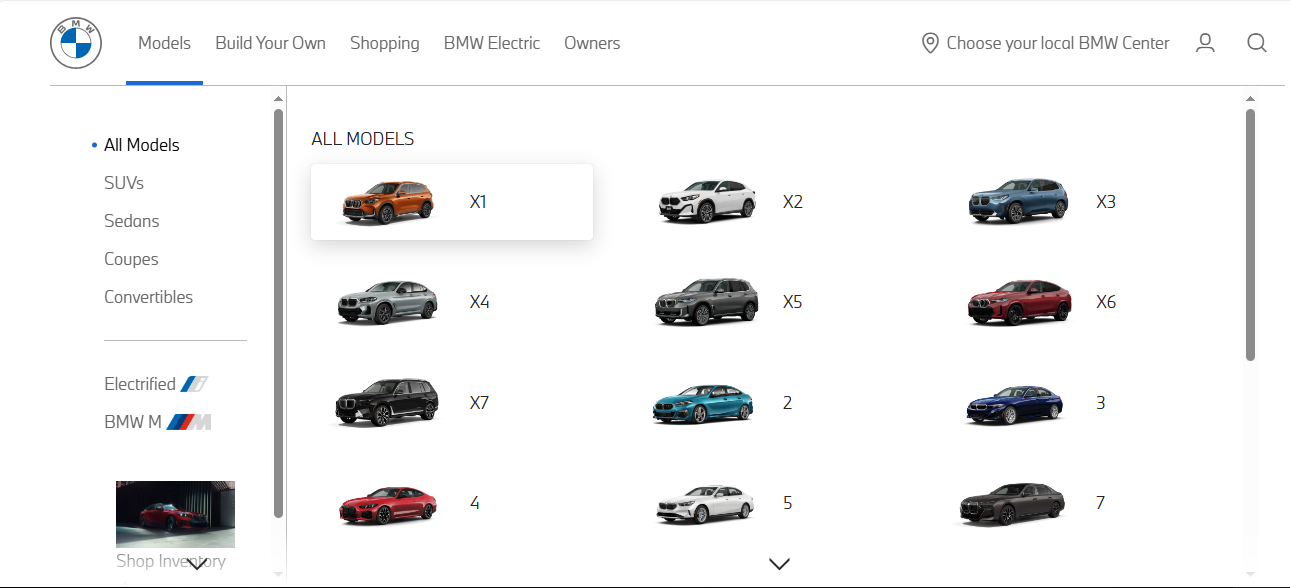 BMW
Models Build Your Own Shopping BMW Electric Owners Choose your local BMW Center
All Models
SUVs
Sedans
Coupes
Convertibles
Electrified i
BMW M M
Shop Inventory
ALL MODELS
X1 X2 X3
X4 X5 X6
X7 2 3
4 5 7